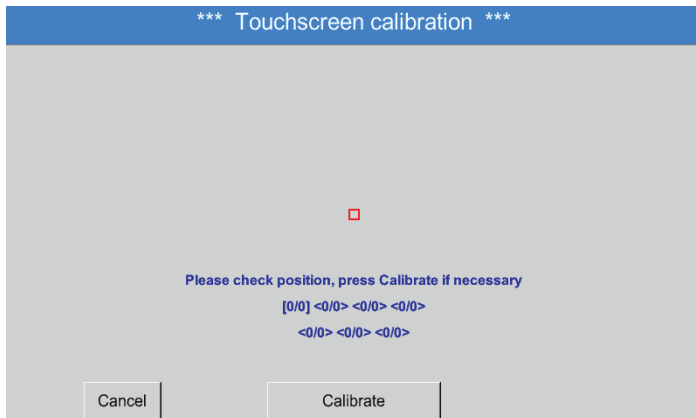 *** Touchscreen calibration ***
Please check position, press Calibrate if necessary
[0/0] <0/0> <0/0> <0/0>
<0/0> <0/0> <0/0>
Cancel Calibrate